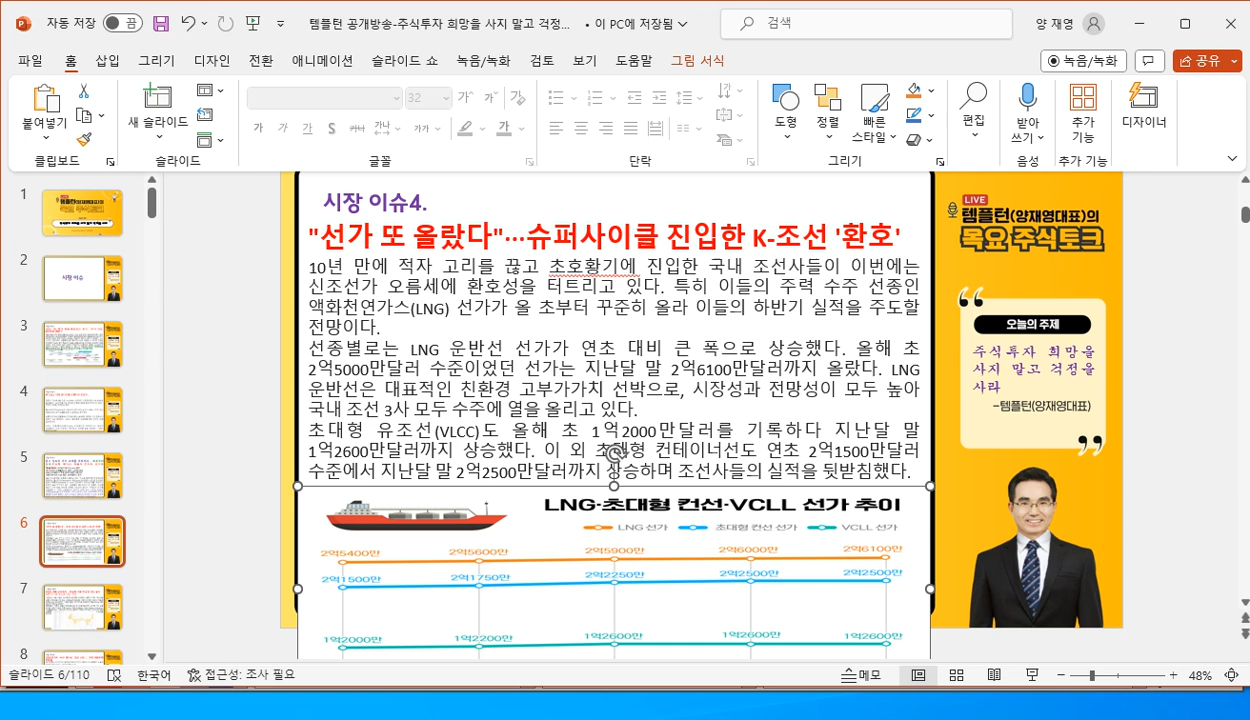 자동 저장 끔 템플턴 공개방송-주식투자 희망을 사지 말고 걱정... • 이 PC에 저장됨 검색 양 재영
파일 홈 삽입 그리기 디자인 전환 애니메이션 슬라이드 쇼 녹음/녹화 검토 보기 도움말 그림 서식 녹음/녹화 공유
붙여넣기 새 슬라이드 32 도형 정렬 빠른 스타일 편집 받아쓰기 추가 기능 디자이너
클립보드 슬라이드 글꼴 단락 그리기 음성 추가 기능
1
2
3
4
5
6
7
8
시장 이슈4.
"선가 또 올랐다"…슈퍼사이클 진입한 K-조선 '환호'
10년 만에 적자 고리를 끊고 초호황기에 진입한 국내 조선사들이 이번에는
신조선가 오름세에 환호성을 터트리고 있다. 특히 이들의 주력 수주 선종인
액화천연가스(LNG) 선가가 올 초부터 꾸준히 올라 이들의 하반기 실적을 주도할
전망이다.
선종별로는 LNG 운반선 선가가 연초 대비 큰 폭으로 상승했다. 올해 초
2억5000만달러 수준이었던 선가는 지난달 말 2억6100만달러까지 올랐다. LNG
운반선은 대표적인 친환경 고부가가치 선박으로, 시장성과 전망성이 모두 높아
국내 조선 3사 모두 수주에 열을 올리고 있다.
초대형 유조선(VLCC)도 올해 초 1억2000만달러를 기록하다 지난달 말
1억2600만달러까지 상승했다. 이 외 초대형 컨테이너선도 연초 2억1500만달러
수준에서 지난달 말 2억2500만달러까지 상승하며 조선사들의 실적을 뒷받침했다.
LNG·초대형 컨선·VCLL 선가 추이
LNG 선가 초대형 컨선 선가 VCLL 선가
2억5400만 2억5600만 2억5900만 2억6000만 2억6100만
2억1500만 2억1750만 2억2250만 2억2500만 2억2500만
1억2000만 1억2200만 1억2600만 1억2600만 1억2600만
LIVE
템플턴(양재영대표)의
목요 주식토크
오늘의 주제
주식투자 희망을
사지 말고 걱정을
사라
-템플턴(양재영대표)
슬라이드 6/110 한국어 접근성: 조사 필요 메모 48%